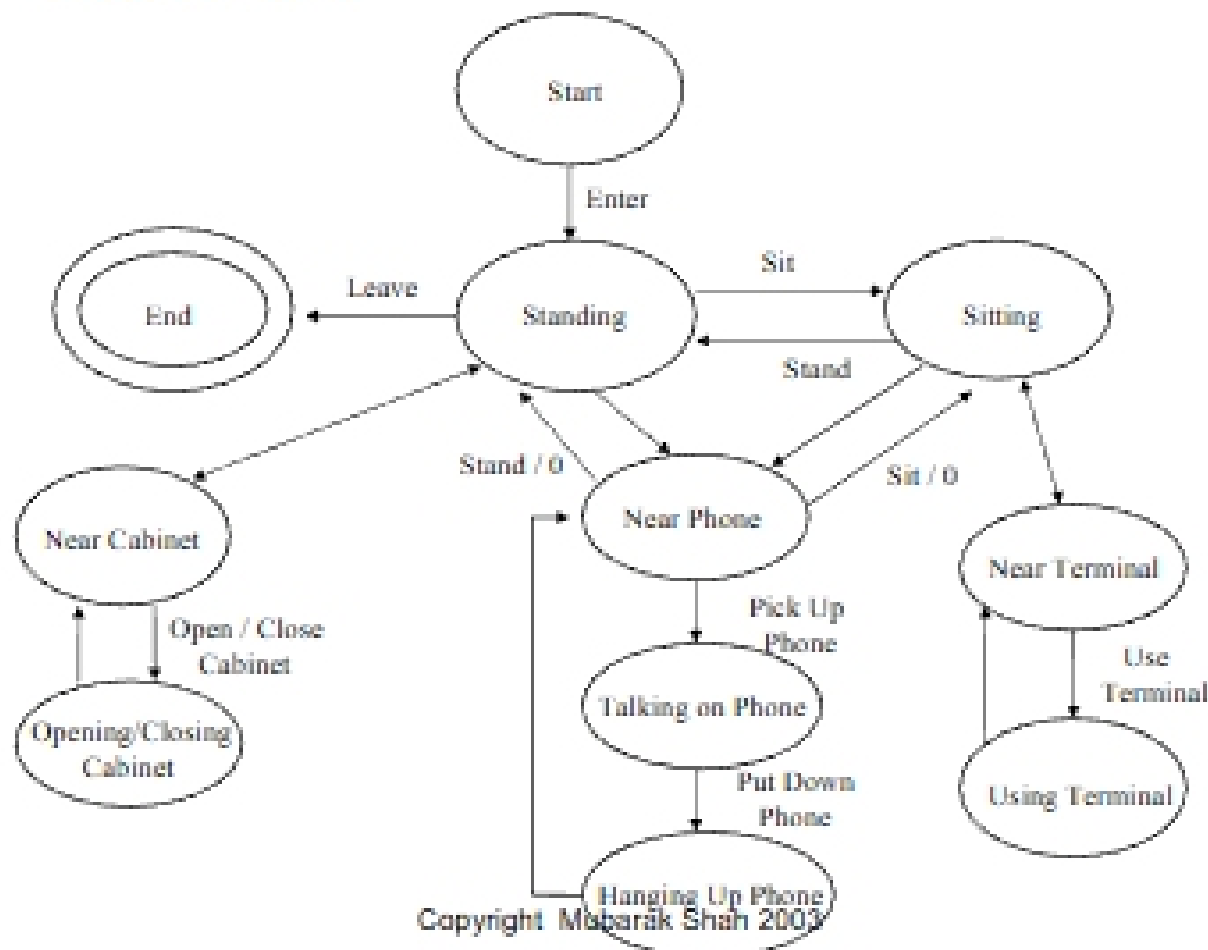 Start
Enter
Sit
Leave
End
Standing
Sitting
Stand
Stand / 0
Sit / 0
Near Cabinet
Near Phone
Near Terminal
Open / Close
Cabinet
Pick Up
Phone
Use
Terminal
Opening/Closing
Cabinet
Talking on Phone
Put Down
Phone
Using Terminal
Hanging Up Phone
Copyright Mubarak Shah 2003